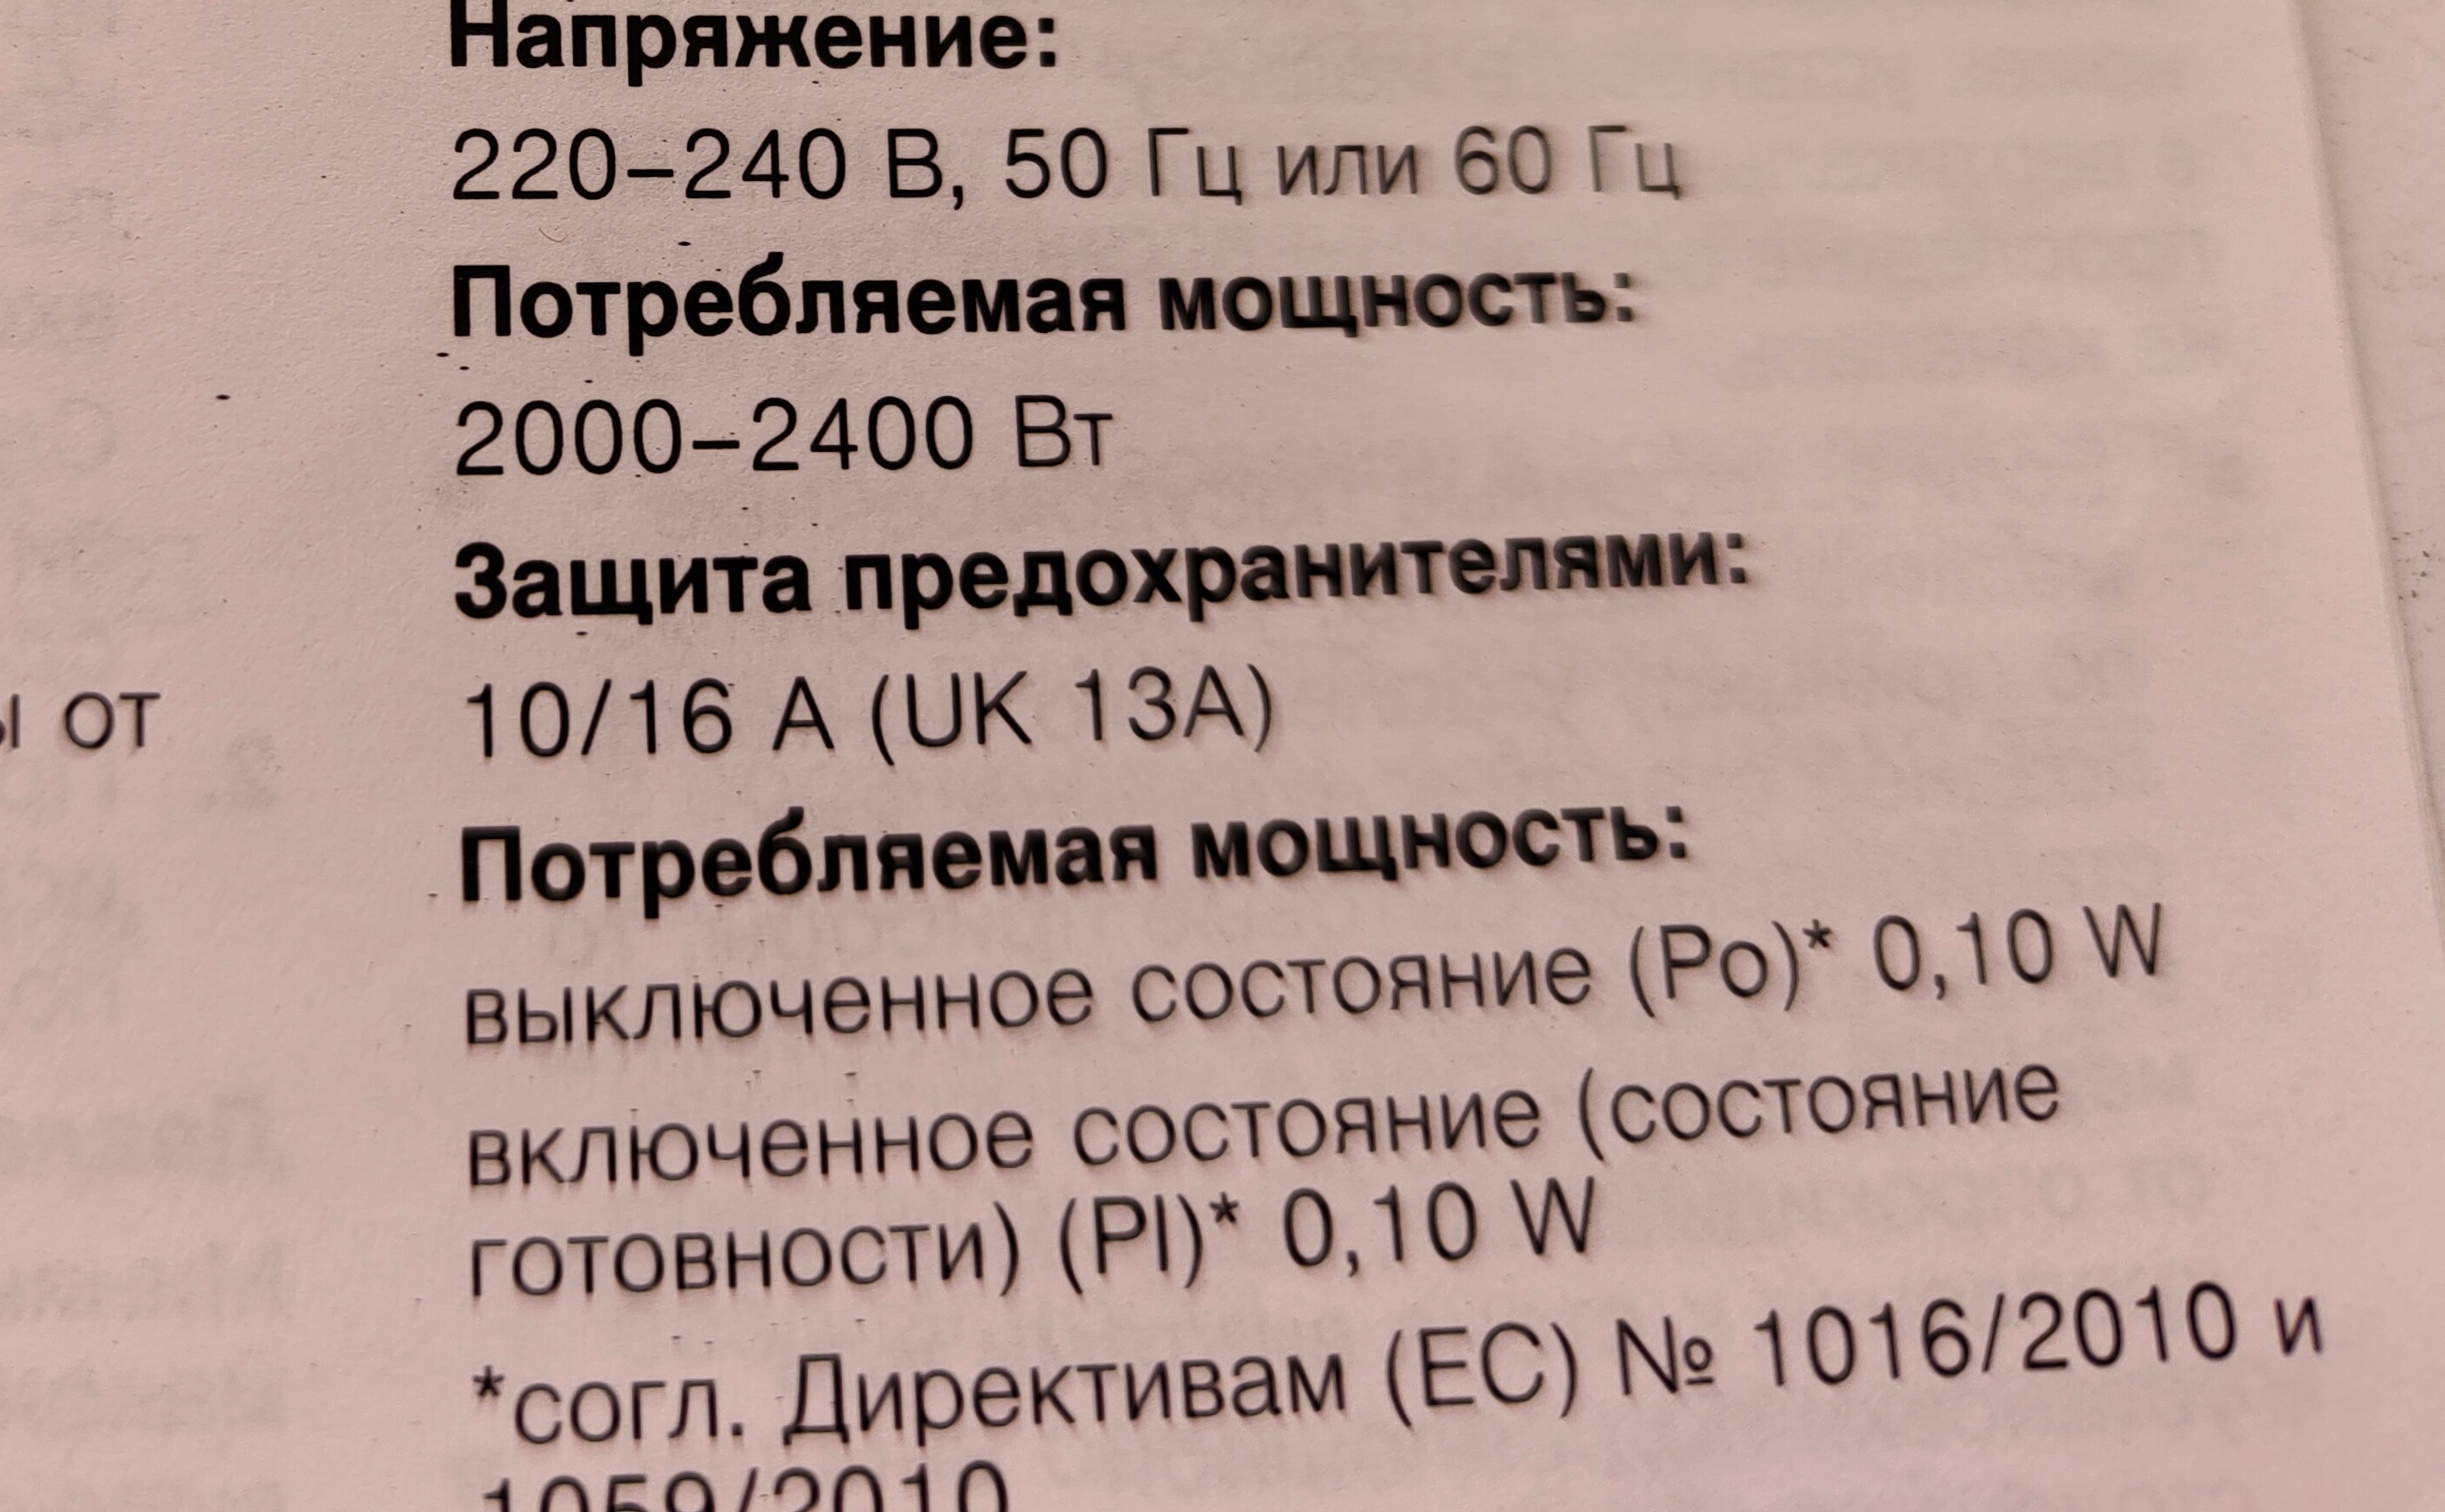 Напряжение:
220–240 В, 50 Гц или 60 Гц
Потребляемая мощность:
2000–2400 Вт
Защита предохранителями:
10/16 А (UK 13A)
от
Потребляемая мощность:
выключенное состояние (Po)* 0,10 W
включенное состояние (состояние
готовности) (Pl)* 0,10 W
*согл. Директивам (ЕС) № 1016/2010 и
1059/2010